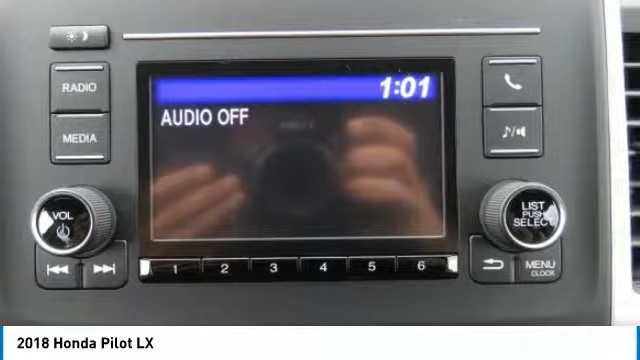 1:01
AUDIO OFF
RADIO
MEDIA
VOL
LIST
PUSH
SELECT
1 2 3 4 5 6
MENU
CLOCK
2018 Honda Pilot LX